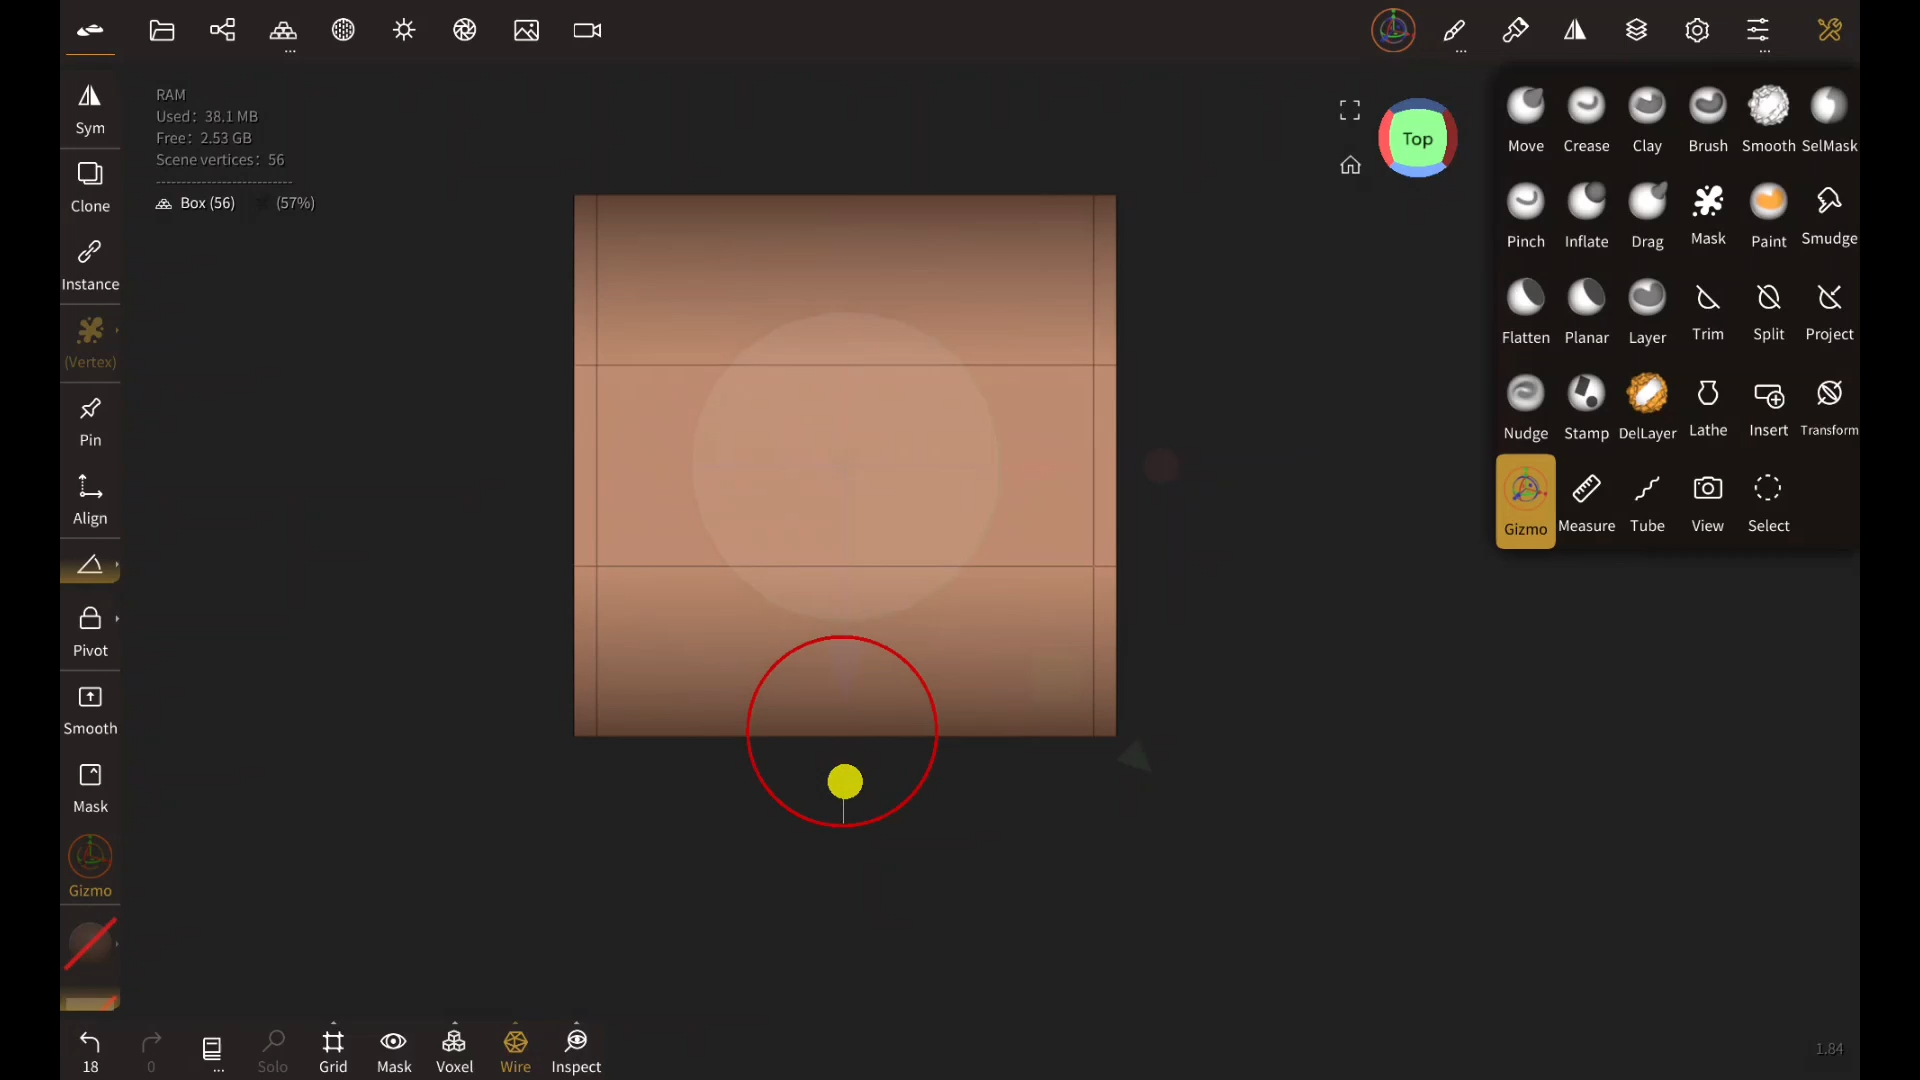 RAM
Used: 38.1 MB
Free: 2.53 GB
Scene vertices: 56
----------------------------
Box (56) (57%)
Top
Sym
Clone
Instance
(Vertex)
Pin
Align
Pivot
Smooth
Mask
Gizmo
Move Crease Clay Brush Smooth SelMask
Pinch Inflate Drag Mask Paint Smudge
Flatten Planar Layer Trim Split Project
Nudge Stamp DelLayer Lathe Insert Transform
Gizmo Measure Tube View Select
18 0 ... Solo Grid Mask Voxel Wire Inspect
1.84